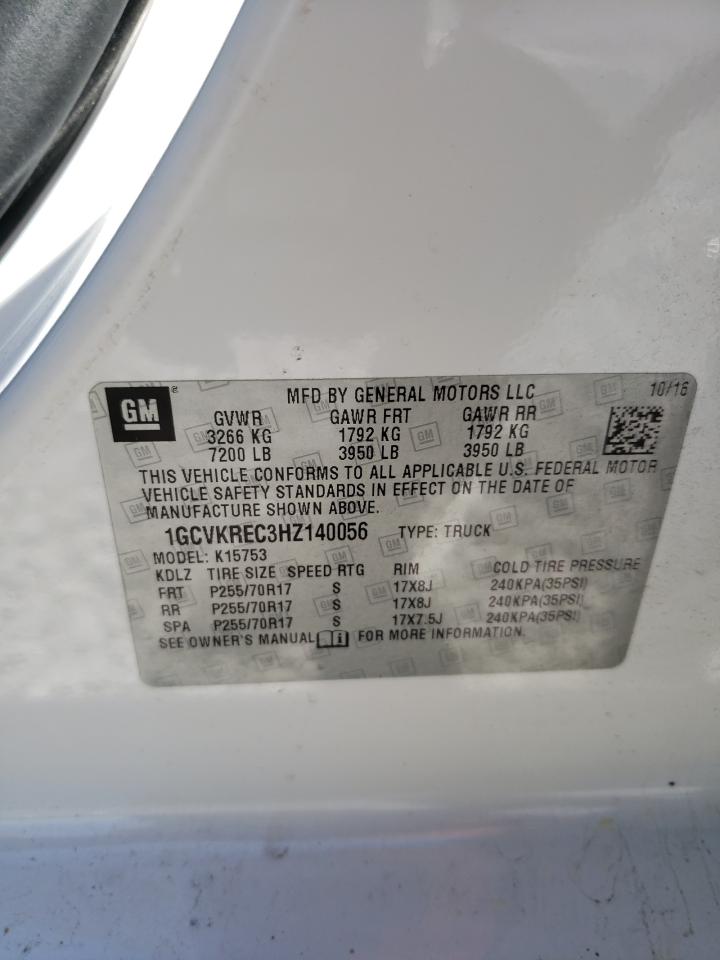 GM ® MFD BY GENERAL MOTORS LLC 10/16
GVWR GAWR FRT GAWR RR
3266 KG 1792 KG 1792 KG
7200 LB 3950 LB 3950 LB
THIS VEHICLE CONFORMS TO ALL APPLICABLE U.S. FEDERAL MOTOR
VEHICLE SAFETY STANDARDS IN EFFECT ON THE DATE OF
MANUFACTURE SHOWN ABOVE.
1GCVKREC3HZ140056 TYPE: TRUCK
MODEL: K15753
KDLZ TIRE SIZE SPEED RTG RIM COLD TIRE PRESSURE
FRT P255/70R17 S 17X8J 240KPA(35PSI)
RR P255/70R17 S 17X8J 240KPA(35PSI)
SPA P255/70R17 S 17X7.5J 240KPA(35PSI)
SEE OWNER'S MANUAL FOR MORE INFORMATION.